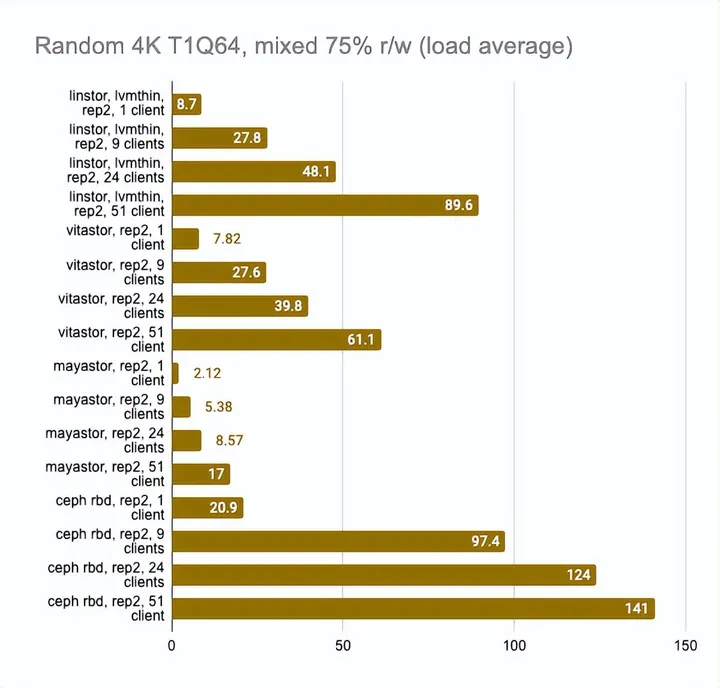 Random 4K T1Q64, mixed 75% r/w (load average)
linstor, lvmthin,
rep2, 1 client
8.7
linstor, lvmthin,
rep2, 9 clients
27.8
linstor, lvmthin,
rep2, 24 clients
48.1
linstor, lvmthin,
rep2, 51 client
89.6
vitastor, rep2, 1
client
7.82
vitastor, rep2, 9
clients
27.6
vitastor, rep2, 24
clients
39.8
vitastor, rep2, 51
client
61.1
mayastor, rep2, 1
client
2.12
mayastor, rep2, 9
clients
5.38
mayastor, rep2, 24
clients
8.57
mayastor, rep2, 51
client
17
ceph rbd, rep2, 1
client
20.9
ceph rbd, rep2, 9
clients
97.4
ceph rbd, rep2, 24
clients
124
ceph rbd, rep2, 51
client
141
0
50
100
150